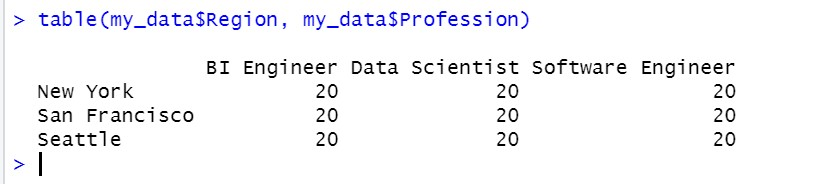 > table(my_data$Region, my_data$Profession)
BI Engineer Data Scientist Software Engineer
New York 20 20 20
San Francisco 20 20 20
Seattle 20 20 20
>